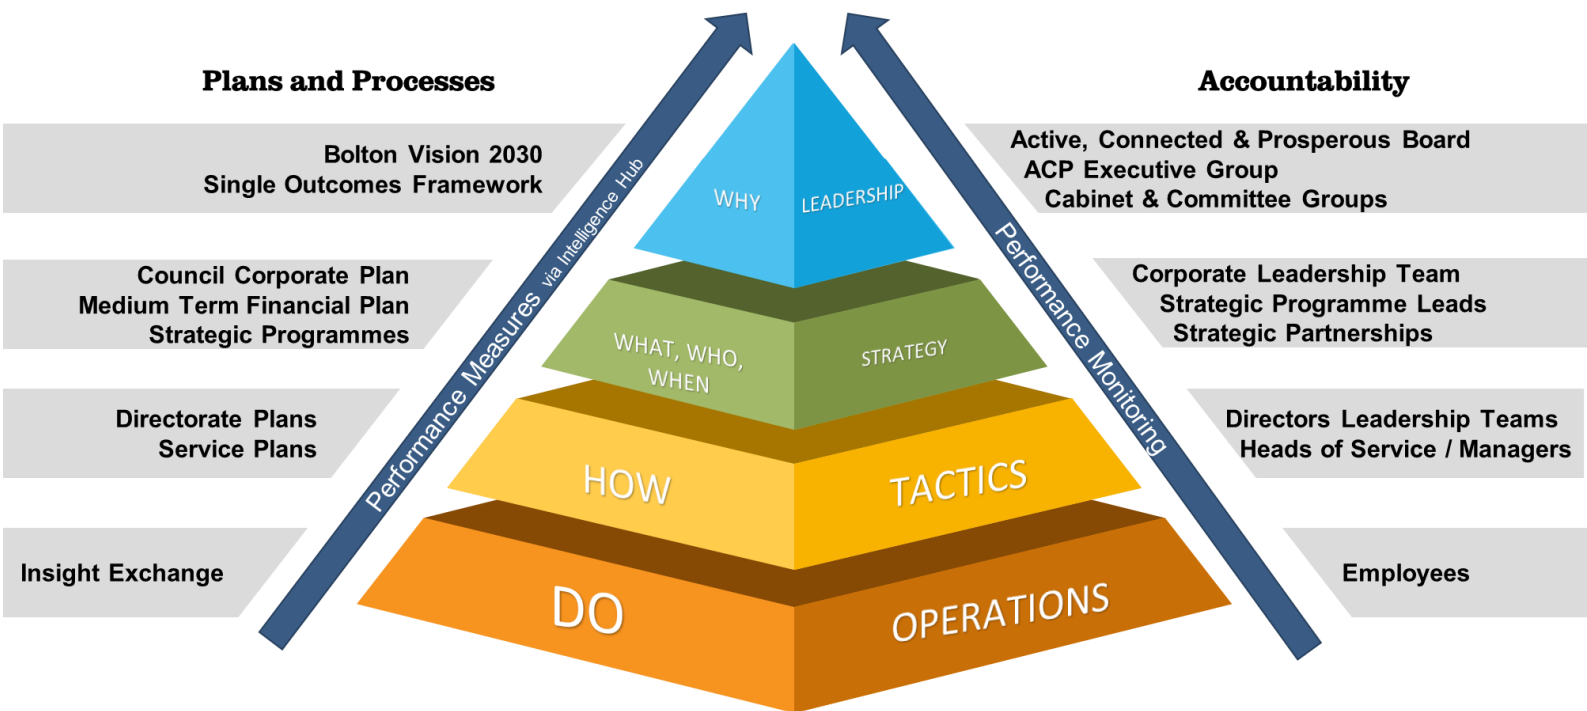 Plans and Processes
Accountability
Bolton Vision 2030
Single Outcomes Framework
WHY
LEADERSHIP
Active, Connected & Prosperous Board
ACP Executive Group
Cabinet & Committee Groups
Council Corporate Plan
Medium Term Financial Plan
Strategic Programmes
WHAT, WHO,
WHEN
STRATEGY
Corporate Leadership Team
Strategic Programme Leads
Strategic Partnerships
Performance Measures via Intelligence Hub
Performance Monitoring
Directorate Plans
Service Plans
HOW
TACTICS
Directors Leadership Teams
Heads of Service / Managers
Insight Exchange
DO
OPERATIONS
Employees